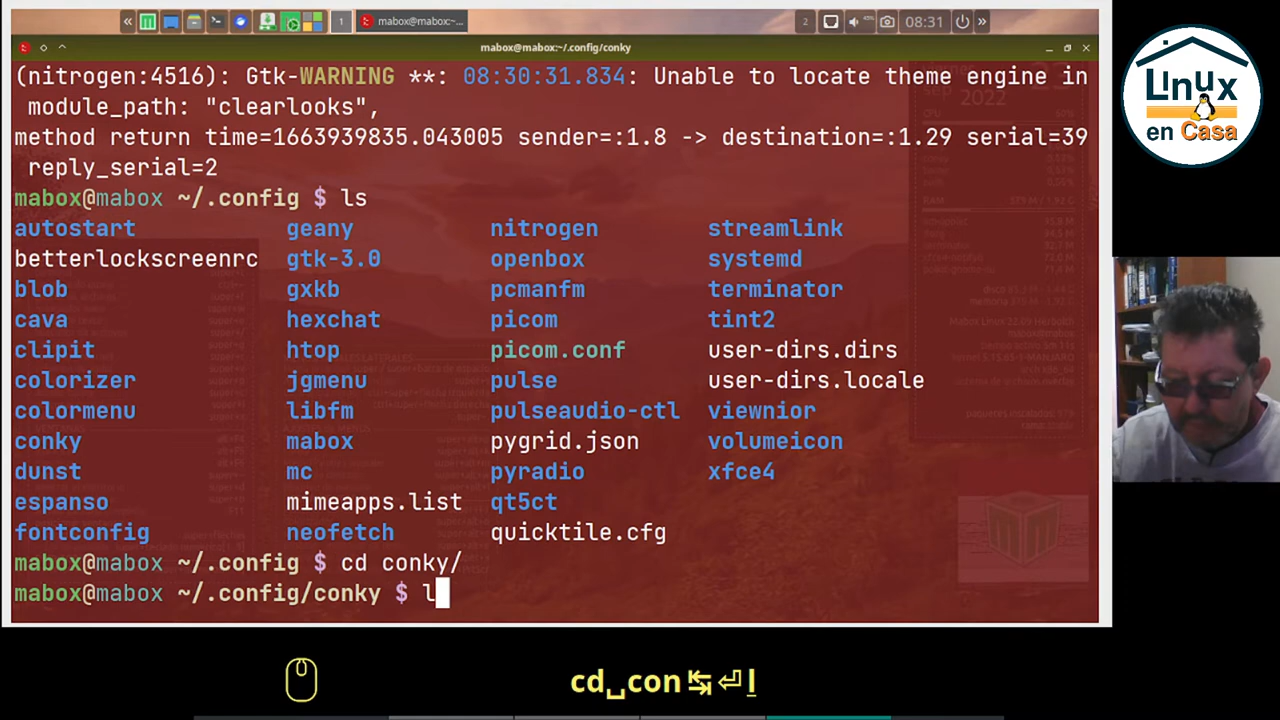 « 1 mabox@mabox:~... 2 08:31 »
mabox@mabox:~/.config/conky
(nitrogen:4516): Gtk-WARNING **: 08:30:31.834: Unable to locate theme engine in
module_path: "clearlooks",
method return time=1663939835.043005 sender=:1.8 -> destination=:1.29 serial=39
reply_serial=2
mabox@mabox ~/.config $ ls
autostart geany nitrogen streamlink
betterlockscreenrc gtk-3.0 openbox systemd
blob gxkb pcmanfm terminator
cava hexchat picom tint2
clipit htop picom.conf user-dirs.dirs
colorizer jgmenu pulse user-dirs.locale
colormenu libfm pulseaudio-ctl viewnior
conky mabox pygrid.json volumeicon
dunst mc pyradio xfce4
espanso mimeapps.list qt5ct
fontconfig neofetch quicktile.cfg
mabox@mabox ~/.config $ cd conky/
mabox@mabox ~/.config/conky $ l
cd␣con↹⏎l
Linux
en Casa